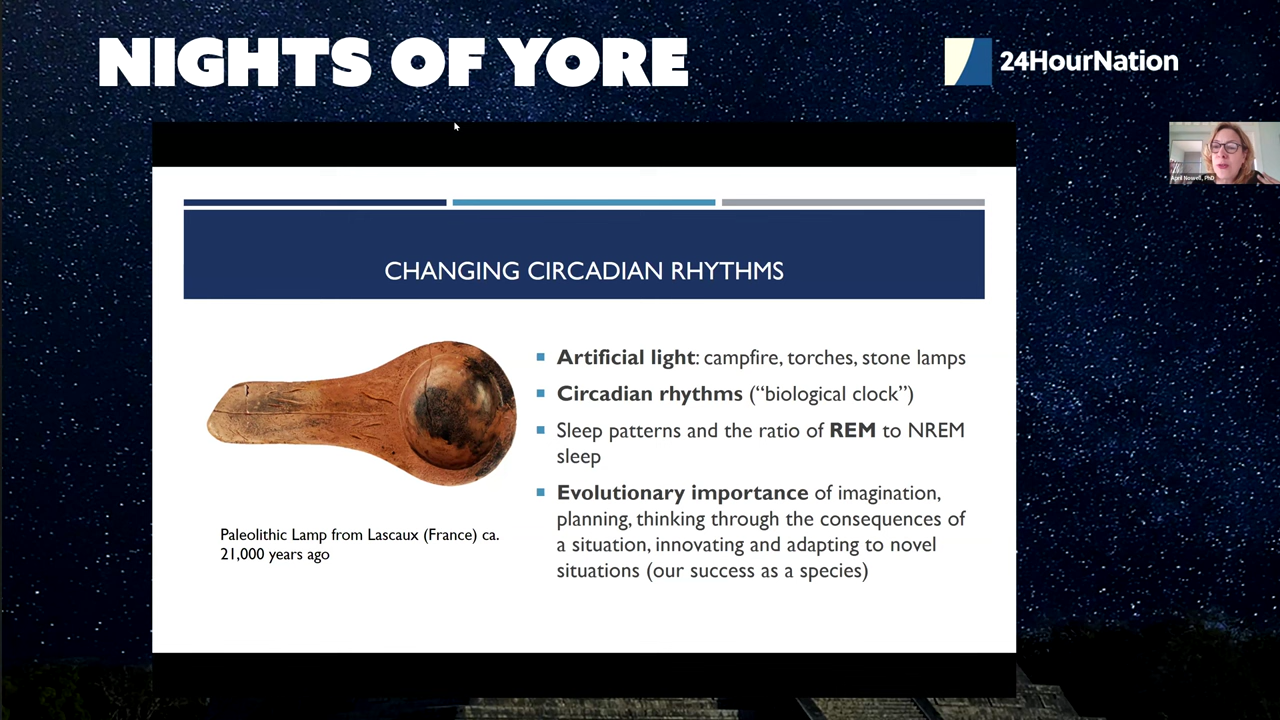 NIGHTS OF YORE
24HourNation
April Nowell, PhD
CHANGING CIRCADIAN RHYTHMS
Artificial light: campfire, torches, stone lamps
Circadian rhythms (“biological clock”)
Sleep patterns and the ratio of REM to NREM
sleep
Evolutionary importance of imagination,
planning, thinking through the consequences of
a situation, innovating and adapting to novel
situations (our success as a species)
Paleolithic Lamp from Lascaux (France) ca.
21,000 years ago